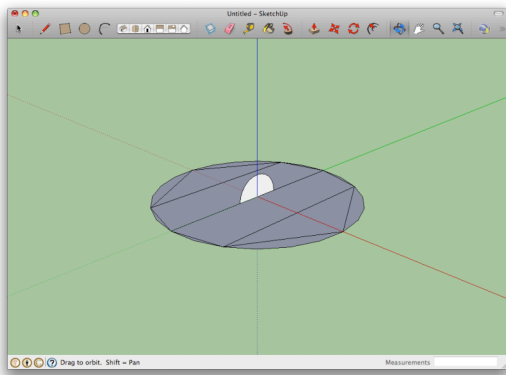 Untitled - SketchUp
Drag to orbit. Shift = Pan
Measurements